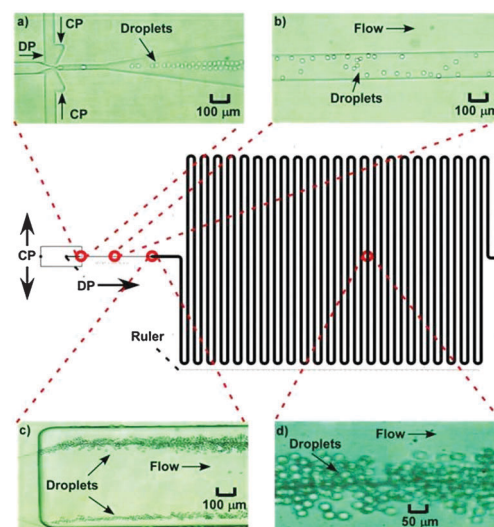 a)
CP
DP
Droplets
CP
100 µm
b)
Flow
Droplets
100 µm
CP
DP
Ruler
c)
Flow
Droplets
100 µm
d)
Flow
Droplets
50 µm